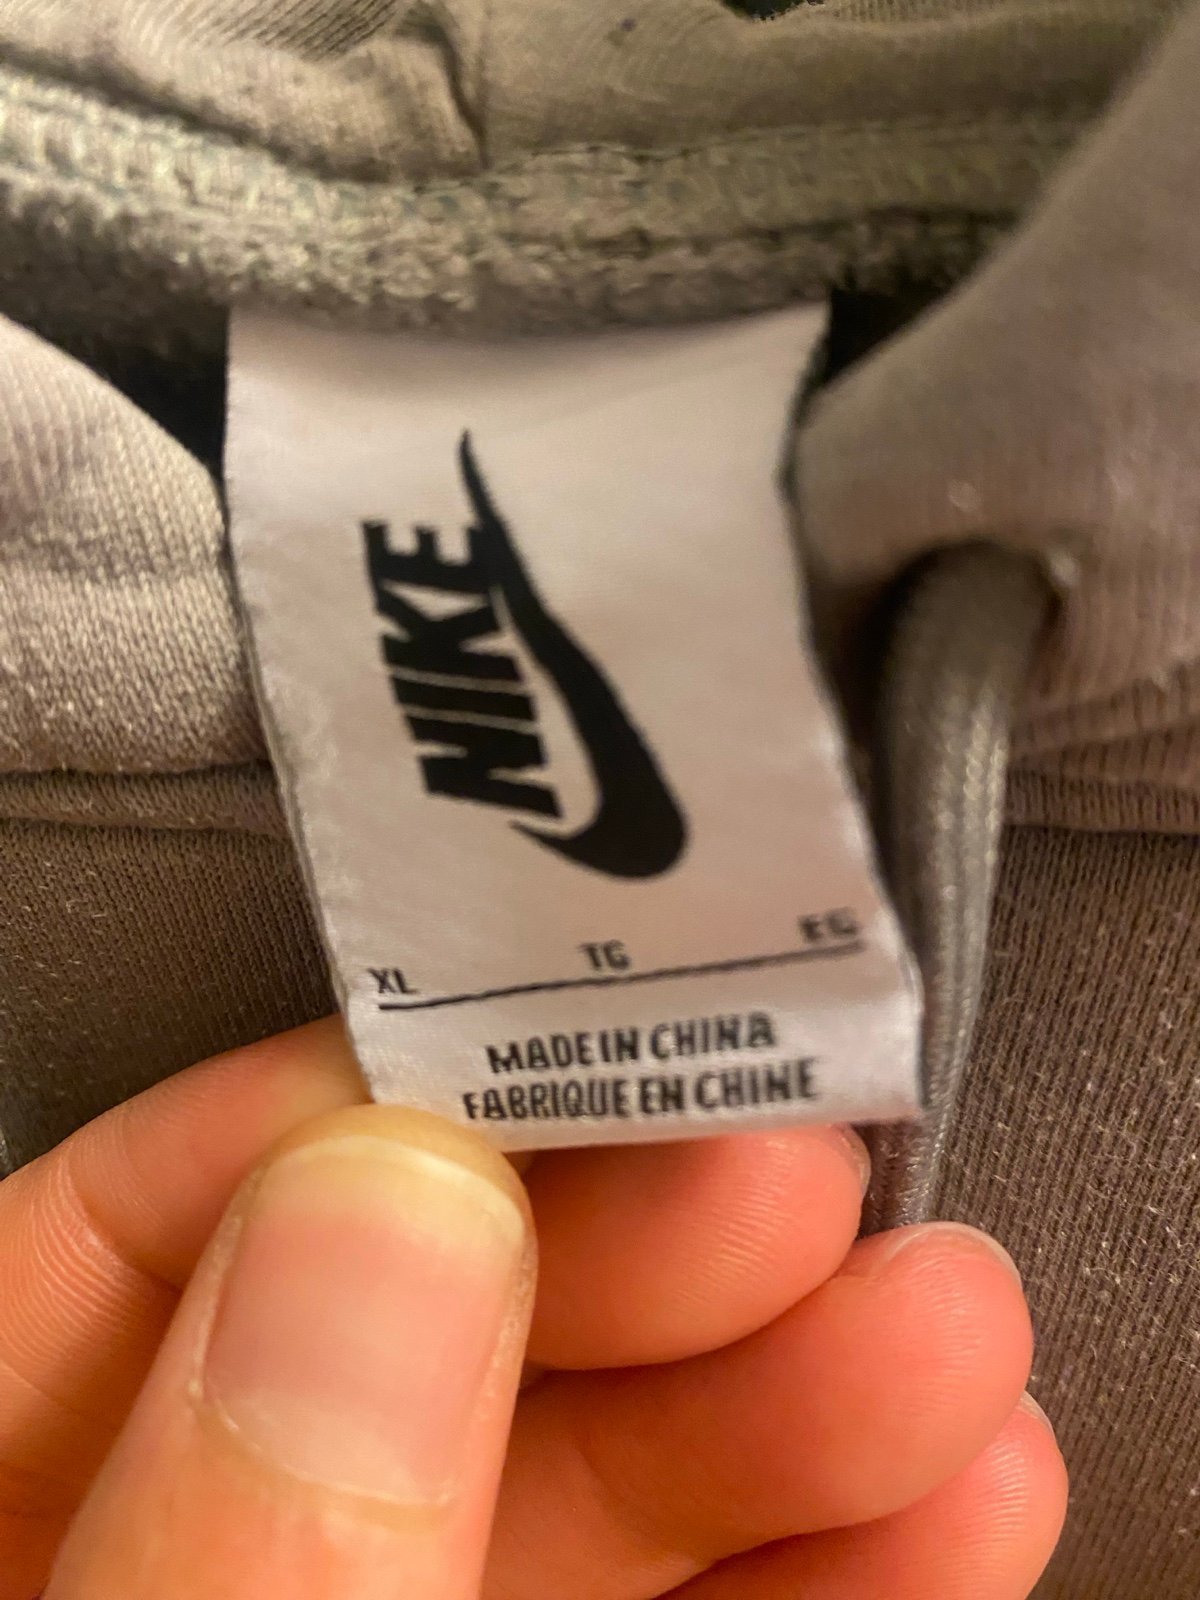 NIKE
XL TG EG
MADE IN CHINA
FABRIQUE EN CHINE